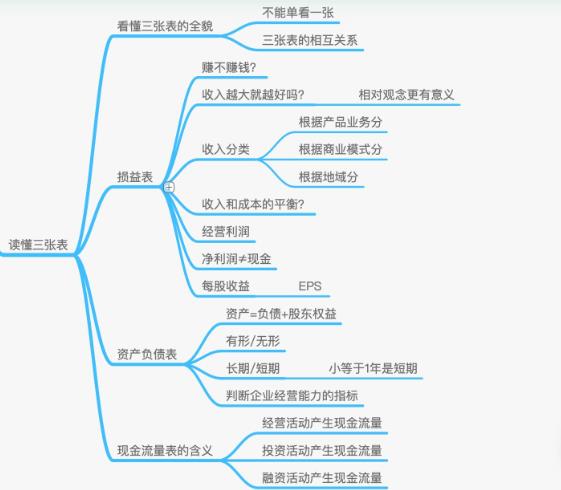 不能单看一张
看懂三张表的全貌
三张表的相互关系
赚不赚钱?
收入越大就越好吗? 相对观念更有意义
根据产品业务分
收入分类 根据商业模式分
损益表
根据地域分
收入和成本的平衡?
经营利润
读懂三张表
净利润≠现金
每股收益 EPS
资产=负债+股东权益
有形/无形
资产负债表
长期/短期 小等于1年是短期
判断企业经营能力的指标
经营活动产生现金流量
现金流量表的含义 投资活动产生现金流量
融资活动产生现金流量